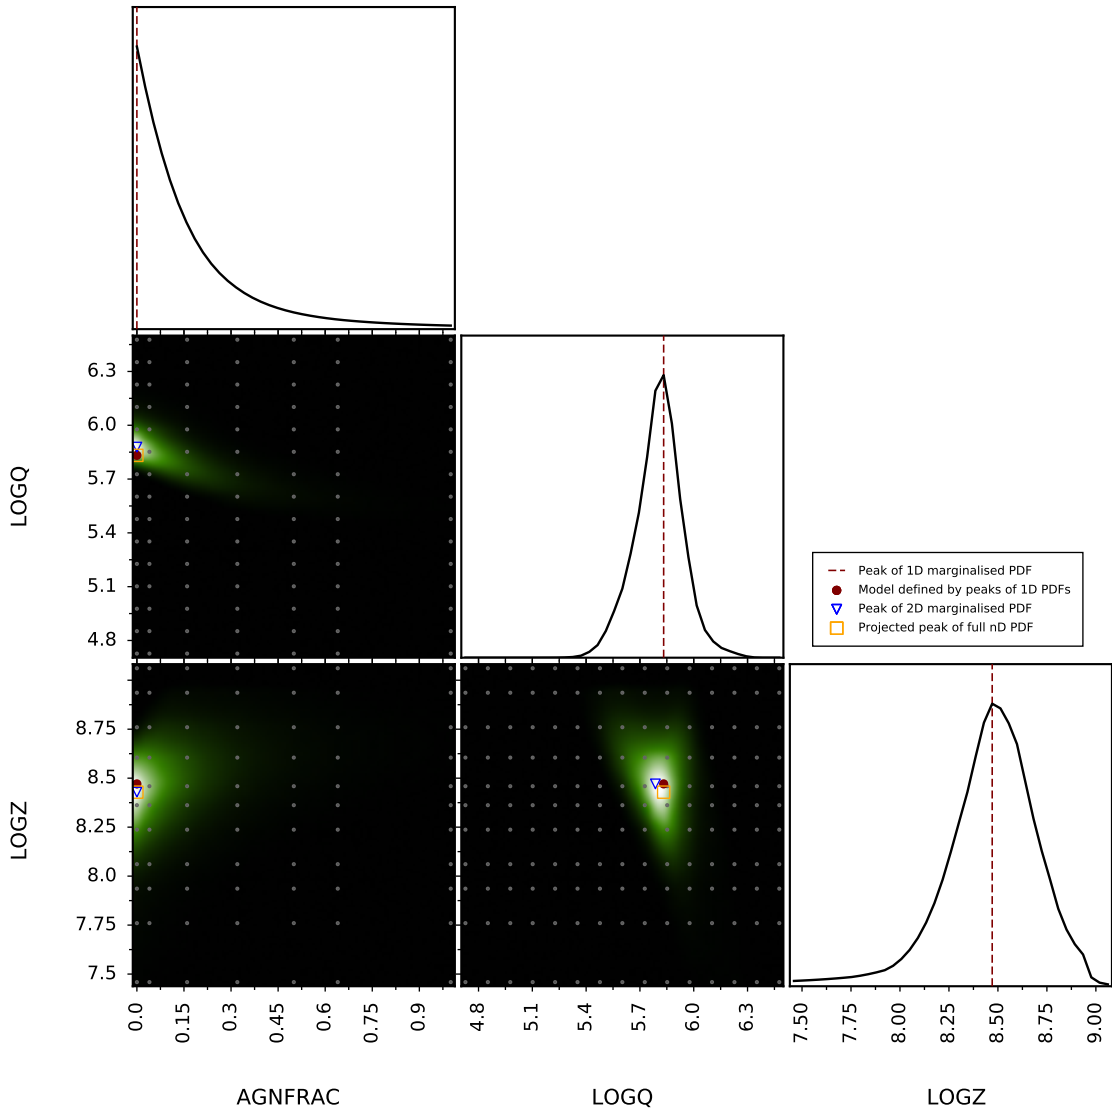 6.3
6.0
5.7
5.4
5.1
4.8
LOGQ
Peak of 1D marginalised PDF
Model defined by peaks of 1D PDFs
Peak of 2D marginalised PDF
Projected peak of full nD PDF
8.75
8.5
8.25
8.0
7.75
7.5
LOGZ
0.0 0.15 0.3 0.45 0.6 0.75 0.9
4.8 5.1 5.4 5.7 6.0 6.3
7.50 7.75 8.00 8.25 8.50 8.75 9.00
AGNFRAC
LOGQ
LOGZ